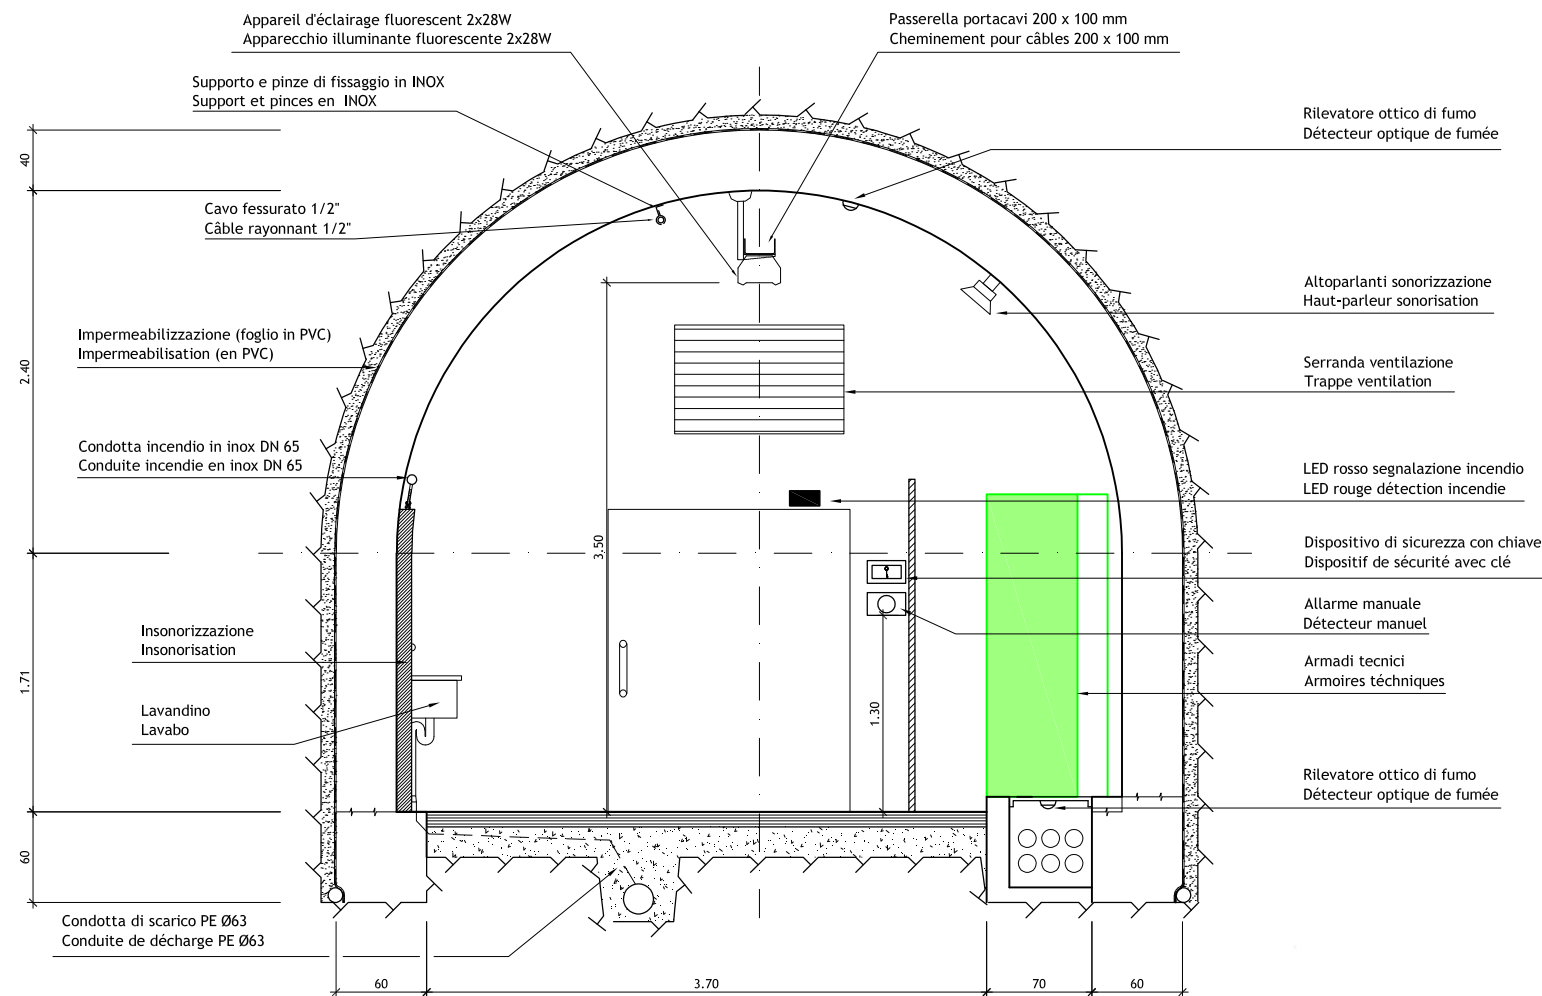 Appareil d'éclairage fluorescent 2x28W
Apparecchio illuminante fluorescente 2x28W
Passerella portacavi 200 x 100 mm
Cheminement pour câbles 200 x 100 mm
Supporto e pinze di fissaggio in INOX
Support et pinces en INOX
Rilevatore ottico di fumo
Détecteur optique de fumée
40
Cavo fessurato 1/2"
Câble rayonnant 1/2"
Altoparlanti sonorizzazione
Haut-parleur sonorisation
Impermeabilizzazione (foglio in PVC)
Impermeabilisation (en PVC)
2.40
Serranda ventilazione
Trappe ventilation
Condotta incendio in inox DN 65
Conduite incendie en inox DN 65
LED rosso segnalazione incendio
LED rouge détection incendie
3.50
Dispositivo di sicurezza con chiave
Dispositif de sécurité avec clé
Allarme manuale
Détecteur manuel
Insonorizzazione
Insonorisation
1.71
Armadi tecnici
Armoires téchniques
Lavandino
Lavabo
1.30
Rilevatore ottico di fumo
Détecteur optique de fumée
60
Condotta di scarico PE Ø63
Conduite de décharge PE Ø63
60
3.70
70
60